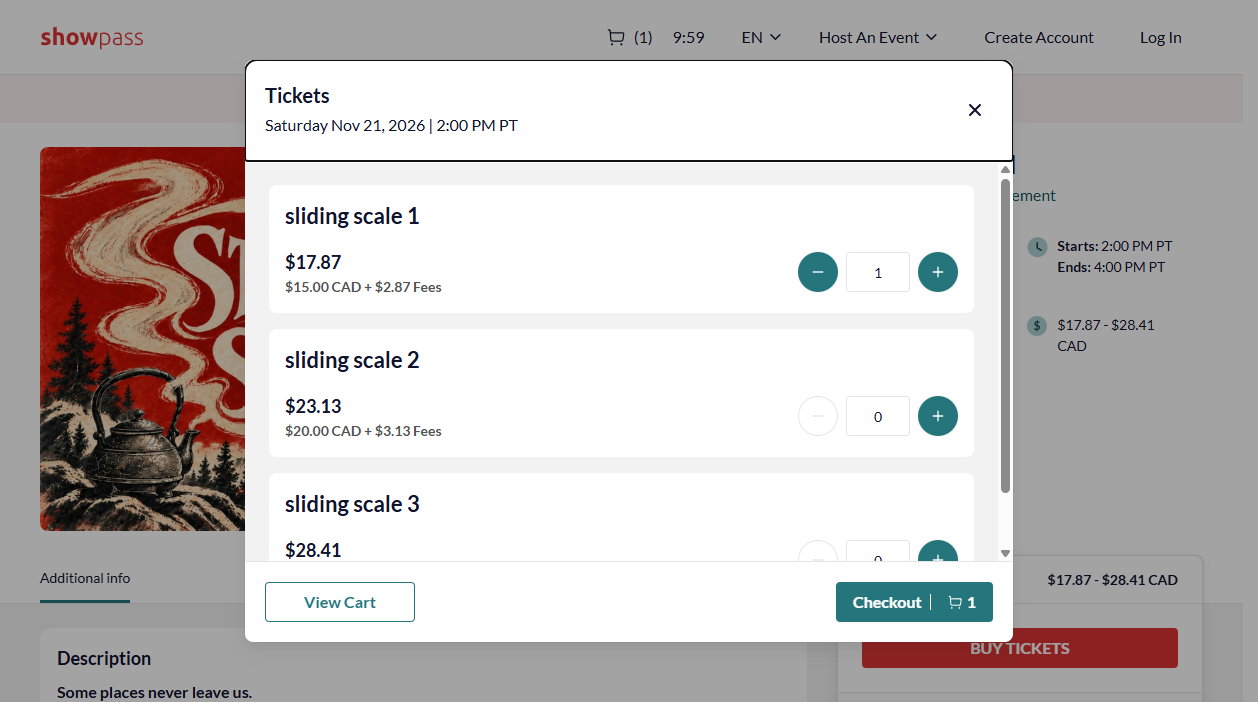 showpass
(1)
9:59
EN
Host An Event
Create Account
Log In
Tickets
Saturday Nov 21, 2026 | 2:00 PM PT
sliding scale 1
$17.87
$15.00 CAD + $2.87 Fees
1
sliding scale 2
$23.13
$20.00 CAD + $3.13 Fees
0
sliding scale 3
$28.41
0
View Cart
Checkout | 1
ement
Starts: 2:00 PM PT
Ends: 4:00 PM PT
$17.87 - $28.41
CAD
Additional info
$17.87 - $28.41 CAD
BUY TICKETS
Description
Some places never leave us.